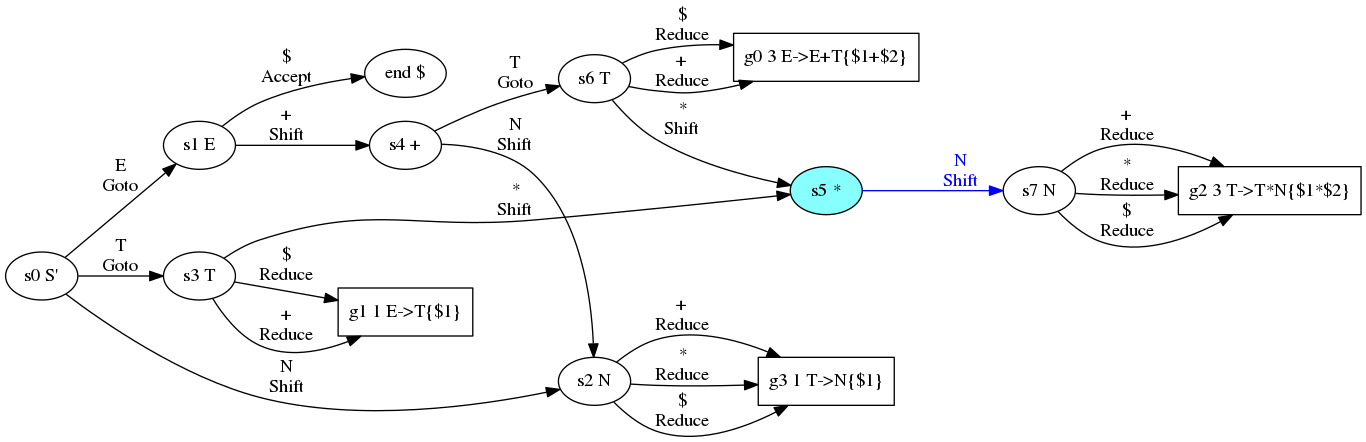 $
Reduce
g0 3 E->E+T{$1+$2}
+
Reduce
s6 T
*
Shift
T
Goto
$
Accept
end $
+
Shift
s1 E
s4 +
N
Shift
E
Goto
*
Shift
s5 *
N
Shift
s7 N
+
Reduce
*
Reduce
$
Reduce
g2 3 T->T*N{$1*$2}
s0 S'
T
Goto
s3 T
$
Reduce
g1 1 E->T{$1}
+
Reduce
N
Shift
s2 N
+
Reduce
*
Reduce
$
Reduce
g3 1 T->N{$1}